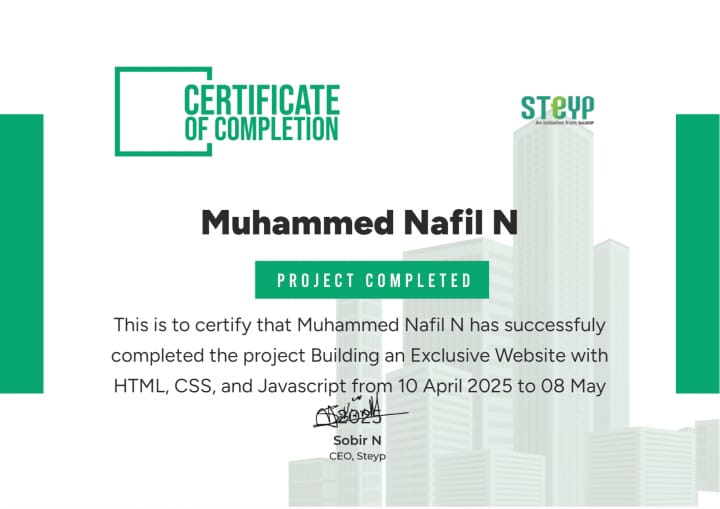 CERTIFICATE
OF COMPLETION
STEYP
An initiative from TALROP
Muhammed Nafil N
PROJECT COMPLETED
This is to certify that Muhammed Nafil N has successfuly
completed the project Building an Exclusive Website with
HTML, CSS, and Javascript from 10 April 2025 to 08 May
2025
Sobir N
CEO, Steyp